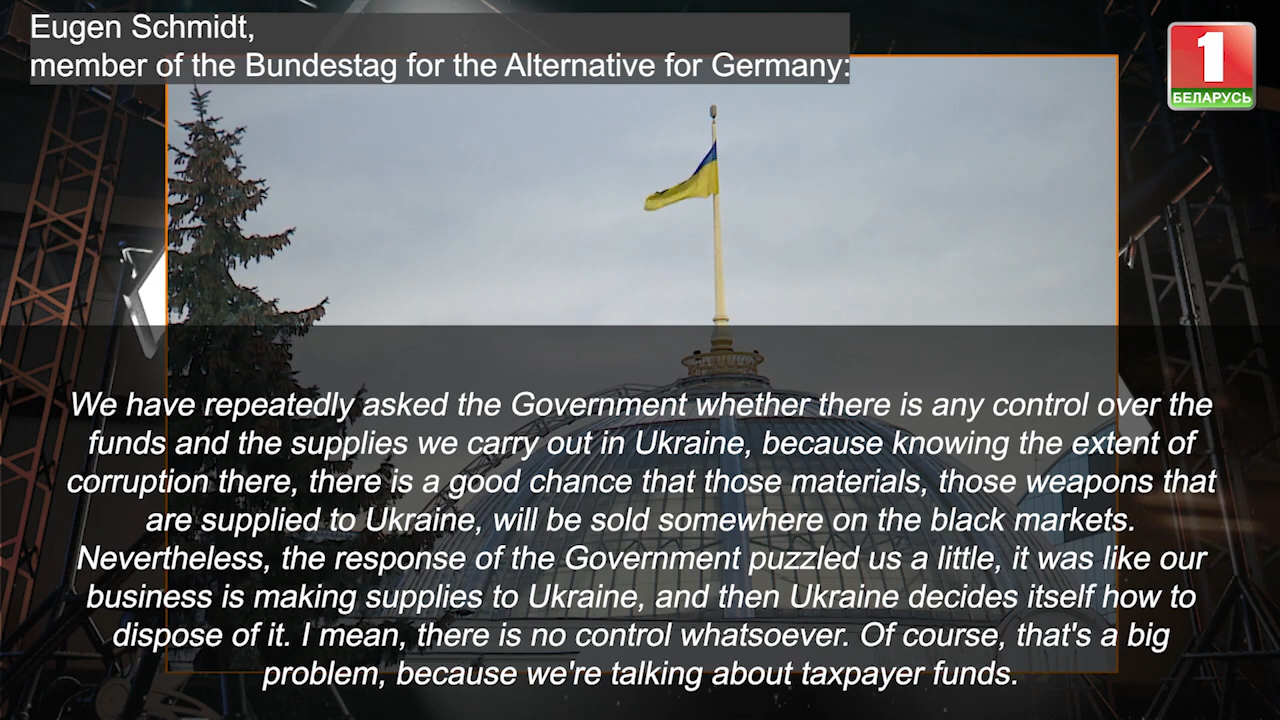 Eugen Schmidt,
member of the Bundestag for the Alternative for Germany:
1
БЕЛАРУСЬ
We have repeatedly asked the Government whether there is any control over the
funds and the supplies we carry out in Ukraine, because knowing the extent of
corruption there, there is a good chance that those materials, those weapons that
are supplied to Ukraine, will be sold somewhere on the black markets.
Nevertheless, the response of the Government puzzled us a little, it was like our
business is making supplies to Ukraine, and then Ukraine decides itself how to
dispose of it. I mean, there is no control whatsoever. Of course, that's a big
problem, because we're talking about taxpayer funds.